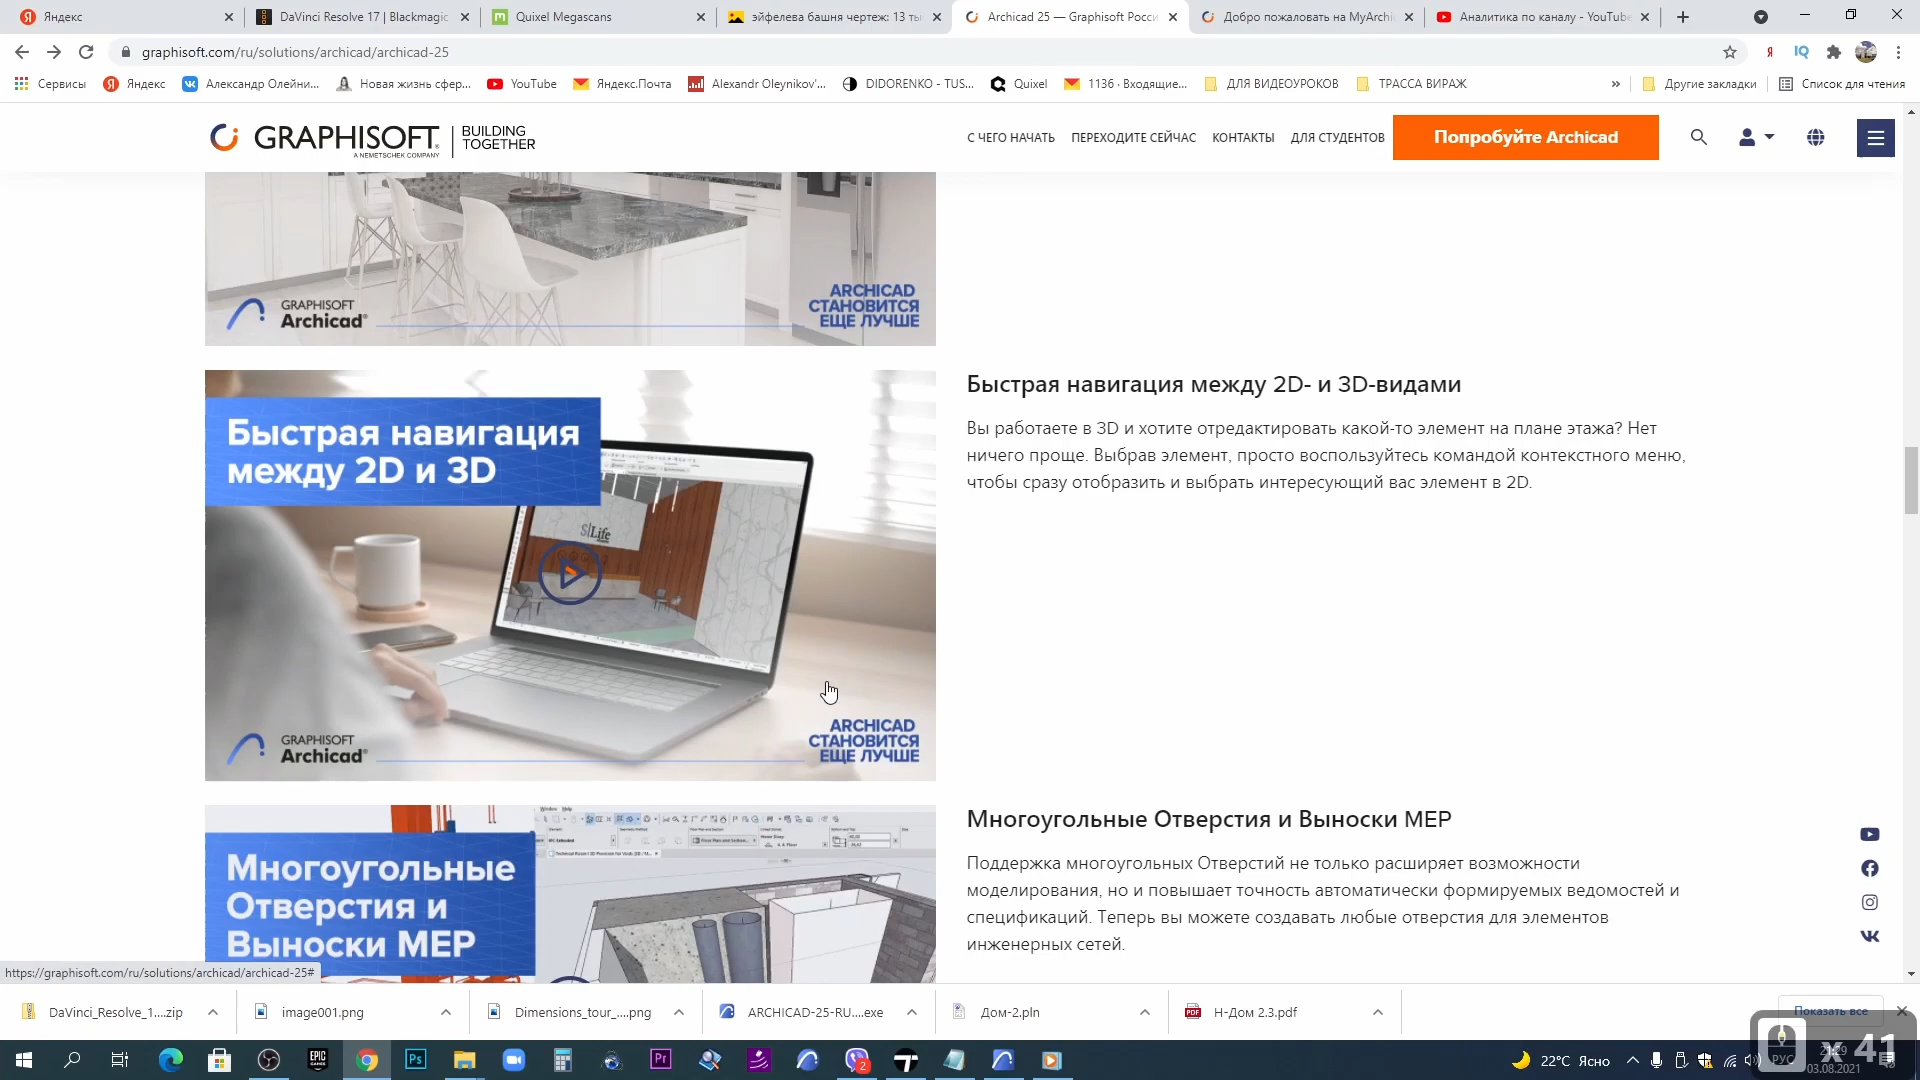 Яндекс
DaVinci Resolve 17 | Blackmagic
Quixel Megascans
эйфелева башня чертеж: 13 ты
Archicad 25 — Graphisoft Росси
Добро пожаловать на MyArchi
Аналитика по каналу - YouTube
graphisoft.com/ru/solutions/archicad/archicad-25
Сервисы
Яндекс
Александр Олейни...
Новая жизнь сфер...
YouTube
Яндекс.Почта
Alexandr Oleynikov'...
DIDORENKO - TUS...
Quixel
1136 · Входящие...
ДЛЯ ВИДЕОУРОКОВ
ТРАССА ВИРАЖ
»
Другие закладки
Список для чтения
GRAPHISOFT
A NEMETSCHEK COMPANY
BUILDING
TOGETHER
С ЧЕГО НАЧАТЬ
ПЕРЕХОДИТЕ СЕЙЧАС
КОНТАКТЫ
ДЛЯ СТУДЕНТОВ
Попробуйте Archicad
GRAPHISOFT
Archicad
ARCHICAD
СТАНОВИТСЯ
ЕЩЕ ЛУЧШЕ
Быстрая навигация
между 2D и 3D
S|Life
GRAPHISOFT
Archicad
ARCHICAD
СТАНОВИТСЯ
ЕЩЕ ЛУЧШЕ
Быстрая навигация между 2D- и 3D-видами
Вы работаете в 3D и хотите отредактировать какой-то элемент на плане этажа? Нет
ничего проще. Выбрав элемент, просто воспользуйтесь командой контекстного меню,
чтобы сразу отобразить и выбрать интересующий вас элемент в 2D.
Многоугольные
Отверстия и
Выноски MEP
Window Help
Многоугольные Отверстия и Выноски MEP
Поддержка многоугольных Отверстий не только расширяет возможности
моделирования, но и повышает точность автоматически формируемых ведомостей и
спецификаций. Теперь вы можете создавать любые отверстия для элементов
инженерных сетей.
https://graphisoft.com/ru/solutions/archicad/archicad-25#
DaVinci_Resolve_1....zip
image001.png
Dimensions_tour_....png
ARCHICAD-25-RU....exe
Дом-2.pln
Н-Дом 2.3.pdf
Показать все
22°C Ясно
РУС
21:29
03.08.2021
x 41